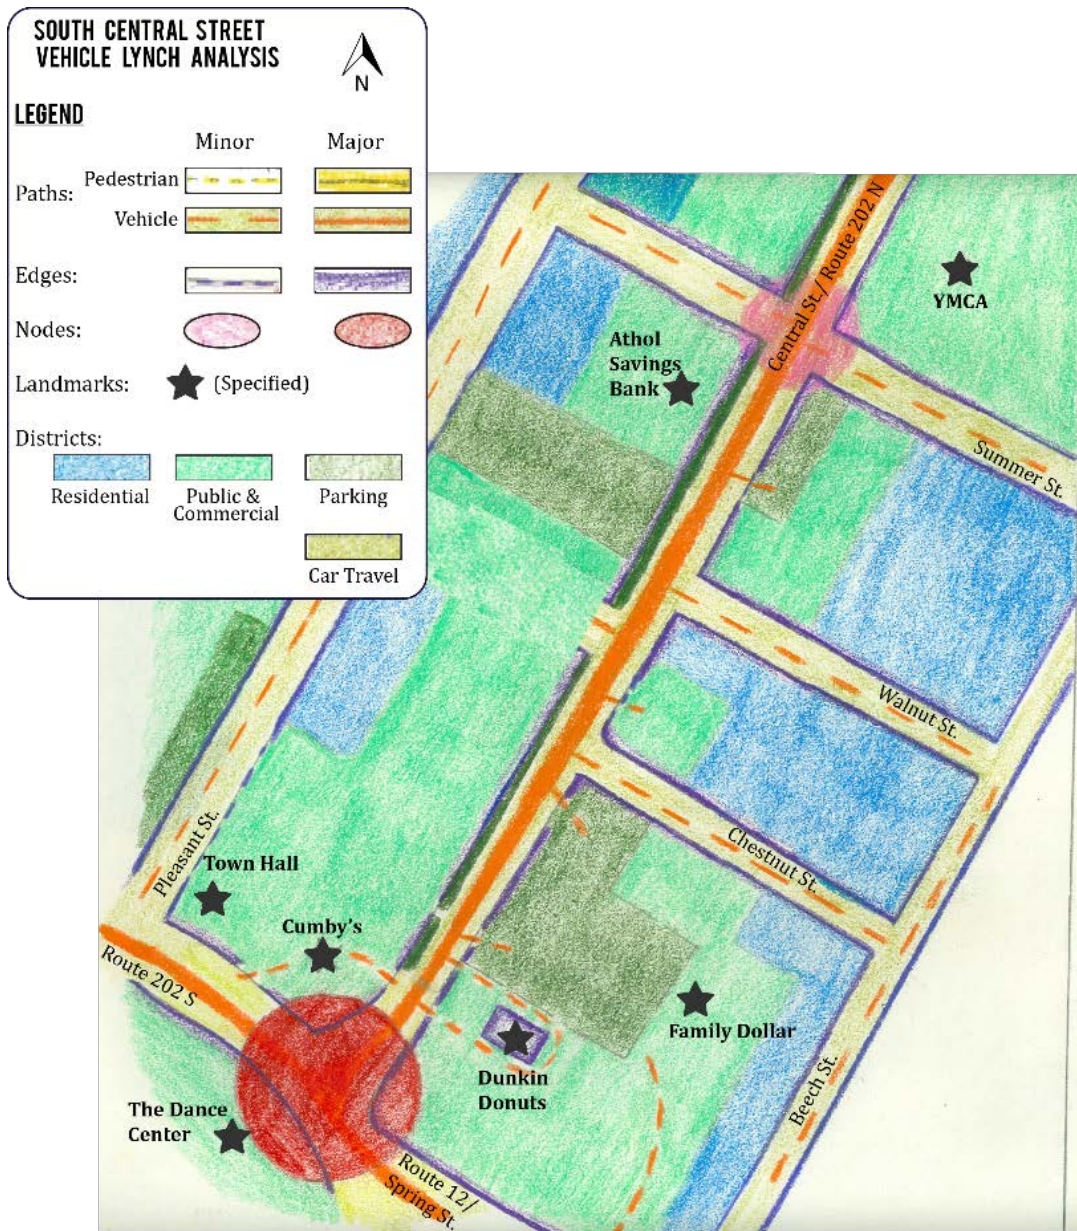 SOUTH CENTRAL STREET
VEHICLE LYNCH ANALYSIS
N
LEGEND
Minor Major
Paths: Pedestrian
Vehicle
Edges:
Nodes:
Landmarks: (Specified)
Districts:
Residential Public & Commercial Parking
Car Travel
Central St./ Route 202 N
YMCA
Athol
Savings
Bank
Summer St.
Walnut St.
Chestnut St.
Pleasant St.
Town Hall
Cumby's
Route 202 S
Family Dollar
Dunkin
Donuts
Beech St.
The Dance
Center
Route 12/
Spring St.